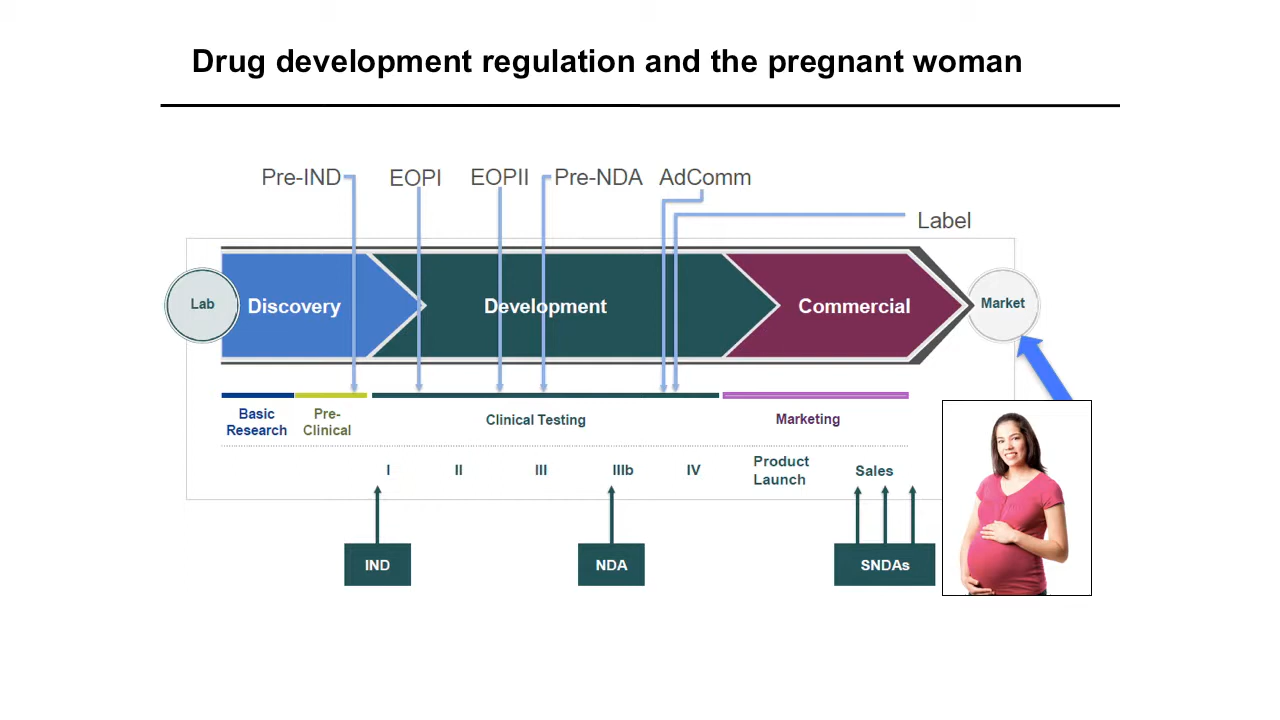 Drug development regulation and the pregnant woman
Pre-IND
EOPI
EOPII
Pre-NDA
AdComm
Label
Lab
Discovery
Development
Commercial
Market
Basic
Research
Pre-
Clinical
Clinical Testing
Marketing
I
II
III
IIIb
IV
Product
Launch
Sales
IND
NDA
SNDAs